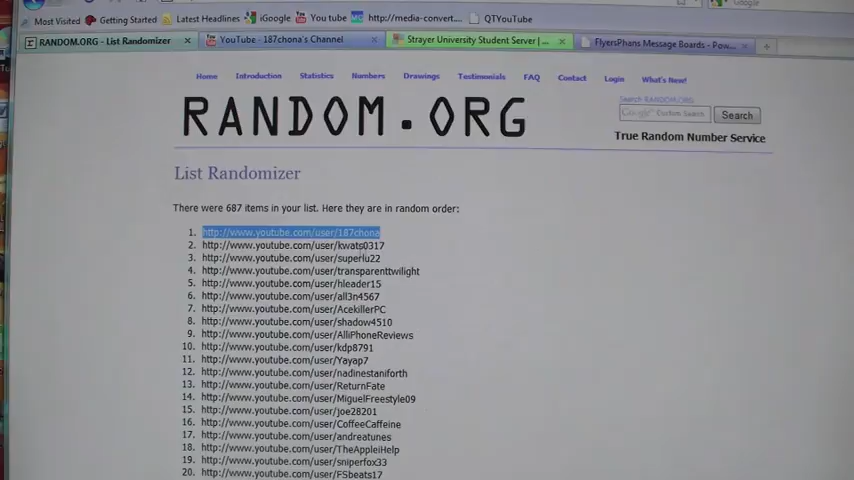 Most Visited Getting Started Latest Headlines iGoogle You tube http://media-convert.... QTYouTube
RANDOM.ORG - List Randomizer YouTube - 187chona's Channel Strayer University Student Server | ... FlyersPhans Message Boards - Pow...
Home Introduction Statistics Numbers Drawings Testimonials FAQ Contact Login What's New!
RANDOM.ORG
Search RANDOM.ORG
Google Custom Search Search
True Random Number Service
List Randomizer
There were 687 items in your list. Here they are in random order:
1. http://www.youtube.com/user/187chona
2. http://www.youtube.com/user/kwats0317
3. http://www.youtube.com/user/superlu22
4. http://www.youtube.com/user/transparenttwilight
5. http://www.youtube.com/user/hleader15
6. http://www.youtube.com/user/all3n4567
7. http://www.youtube.com/user/AcekillerPC
8. http://www.youtube.com/user/shadow4510
9. http://www.youtube.com/user/AlliPhoneReviews
10. http://www.youtube.com/user/kdp8791
11. http://www.youtube.com/user/Yayap7
12. http://www.youtube.com/user/nadinestaniforth
13. http://www.youtube.com/user/ReturnFate
14. http://www.youtube.com/user/MiguelFreestyle09
15. http://www.youtube.com/user/joe28201
16. http://www.youtube.com/user/CoffeeCaffeine
17. http://www.youtube.com/user/andreatunes
18. http://www.youtube.com/user/TheAppleiHelp
19. http://www.youtube.com/user/sniperfox33
20. http://www.youtube.com/user/FSbeats17